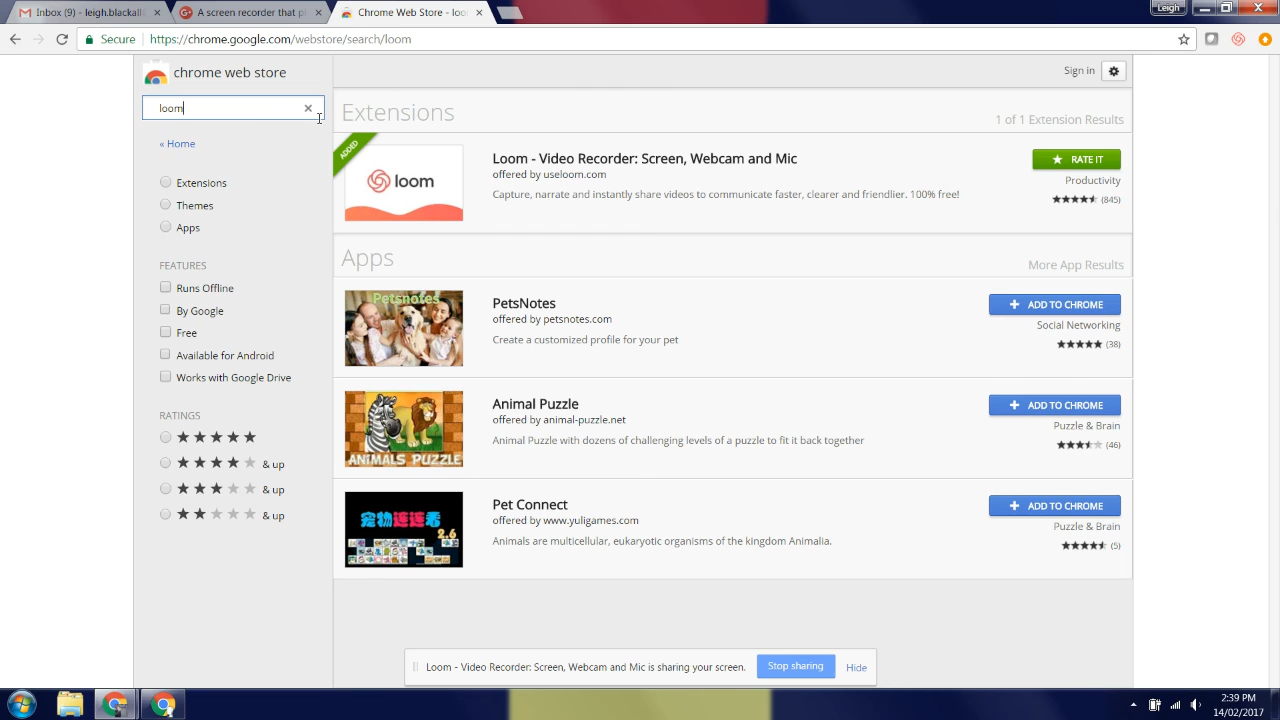 Inbox (9) - leigh.blackall
A screen recorder that p
Chrome Web Store - loo
Leigh
Secure
https://chrome.google.com/webstore/search/loom
chrome web store
Sign in
loom
« Home
Extensions
Themes
Apps
FEATURES
Runs Offline
By Google
Free
Available for Android
Works with Google Drive
RATINGS
& up
& up
& up
Extensions
1 of 1 Extension Results
ADDED
loom
Loom - Video Recorder: Screen, Webcam and Mic
offered by useloom.com
Capture, narrate and instantly share videos to communicate faster, clearer and friendlier. 100% free!
RATE IT
Productivity
(845)
Apps
More App Results
Petsnotes
PetsNotes
offered by petsnotes.com
Create a customized profile for your pet
ADD TO CHROME
Social Networking
(38)
ANIMALS PUZZLE
Animal Puzzle
offered by animal-puzzle.net
Animal Puzzle with dozens of challenging levels of a puzzle to fit it back together
ADD TO CHROME
Puzzle & Brain
(46)
宠物连连看
2.6
Pet Connect
offered by www.yuligames.com
Animals are multicellular, eukaryotic organisms of the kingdom Animalia.
ADD TO CHROME
Puzzle & Brain
(5)
Loom - Video Recorder: Screen, Webcam and Mic is sharing your screen.
Stop sharing
Hide
2:39 PM
14/02/2017